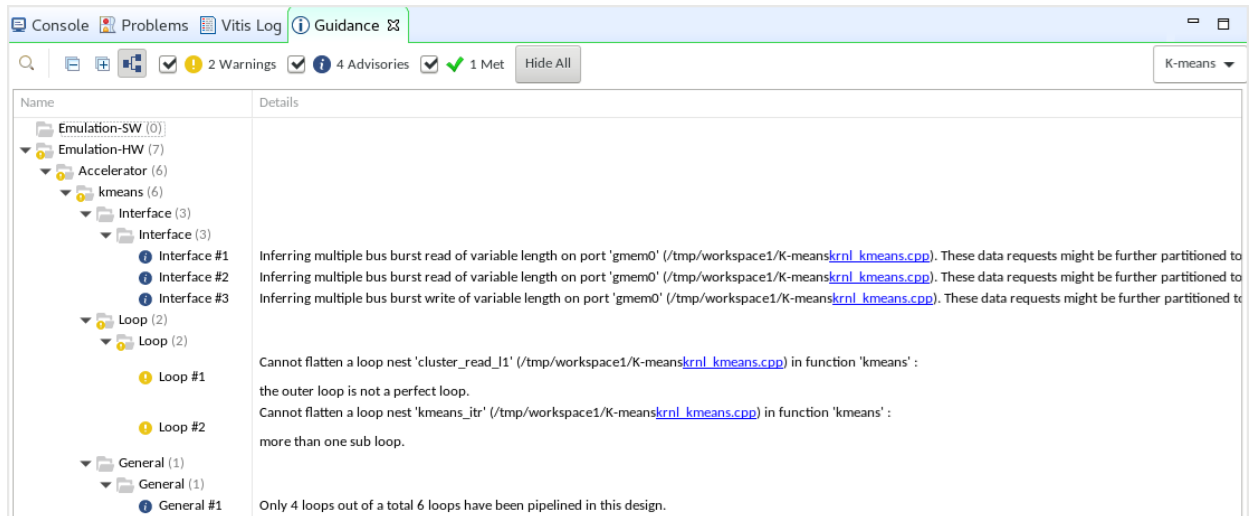 Console Problems Vitis Log Guidance
2 Warnings 4 Advisories 1 Met Hide All K-means
Name Details
Emulation-SW (0)
Emulation-HW (7)
Accelerator (6)
kmeans (6)
Interface (3)
Interface (3)
Interface #1 Inferring multiple bus burst read of variable length on port 'gmem0' (/tmp/workspace1/K-meanskrnl_kmeans.cpp). These data requests might be further partitioned to
Interface #2 Inferring multiple bus burst read of variable length on port 'gmem0' (/tmp/workspace1/K-meanskrnl_kmeans.cpp). These data requests might be further partitioned to
Interface #3 Inferring multiple bus burst write of variable length on port 'gmem0' (/tmp/workspace1/K-meanskrnl_kmeans.cpp). These data requests might be further partitioned to
Loop (2)
Loop (2)
Cannot flatten a loop nest 'cluster_read_l1' (/tmp/workspace1/K-meanskrnl_kmeans.cpp) in function 'kmeans' :
Loop #1
the outer loop is not a perfect loop.
Cannot flatten a loop nest 'kmeans_itr' (/tmp/workspace1/K-meanskrnl_kmeans.cpp) in function 'kmeans' :
Loop #2
more than one sub loop.
General (1)
General (1)
General #1 Only 4 loops out of a total 6 loops have been pipelined in this design.